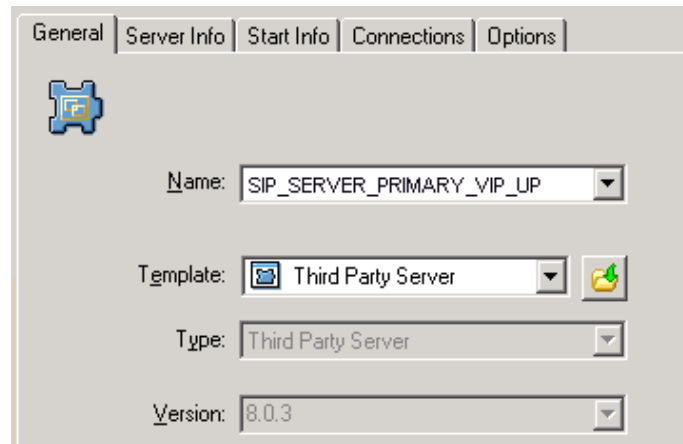 General Server Info Start Info Connections Options
Name: SIP_SERVER_PRIMARY_VIP_UP
Template: Third Party Server
Type: Third Party Server
Version: 8.0.3